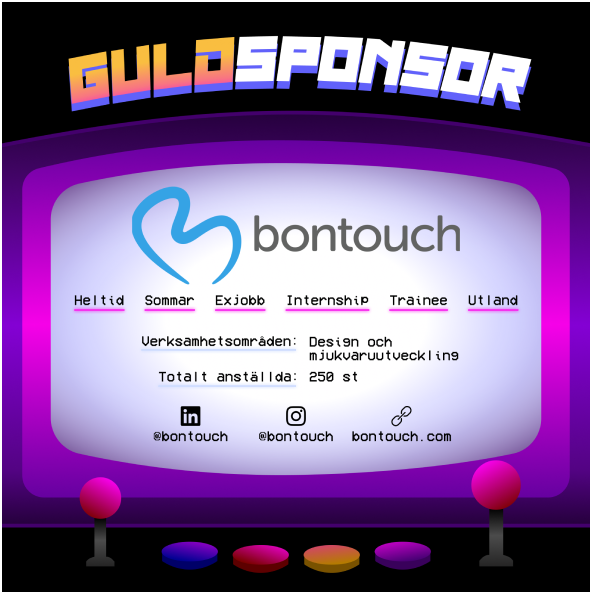 GULDSPONSOR
bontouch
Heltid Sommar Exjobb Internship Trainee Utland
Verksamhetsområden: Design och
mjukvaruutveckling
Totalt anställda: 250 st
in
@bontouch @bontouch bontouch.com